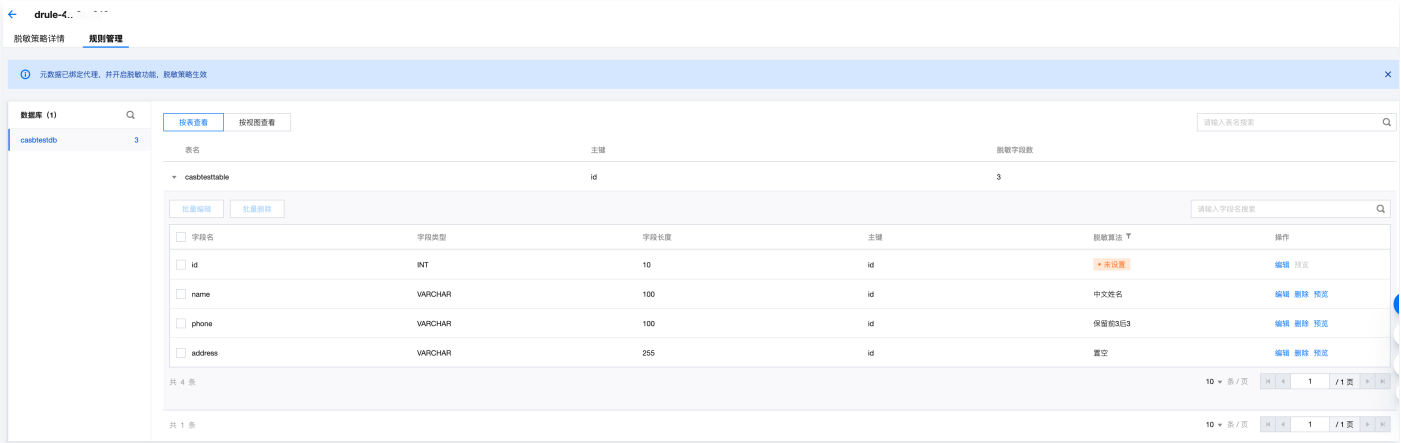 drule-4
脱敏策略详情 规则管理
元数据已绑定代理，并开启脱敏功能，脱敏策略生效
数据库（1）
casbtestdb 3
按表查看 按视图查看 请输入表名搜索
表名 主键 脱敏字段数
casbtesttable id 3
批量编辑 批量删除 请输入字段名搜索
字段名 字段类型 字段长度 主键 脱敏算法 操作
id INT 10 id 未设置 编辑 预览
name VARCHAR 100 id 中文姓名 编辑 删除 预览
phone VARCHAR 100 id 保留前3后3 编辑 删除 预览
address VARCHAR 255 id 置空 编辑 删除 预览
共 4 条 10 条 / 页 1 / 1 页
共 1 条 10 条 / 页 1 / 1 页